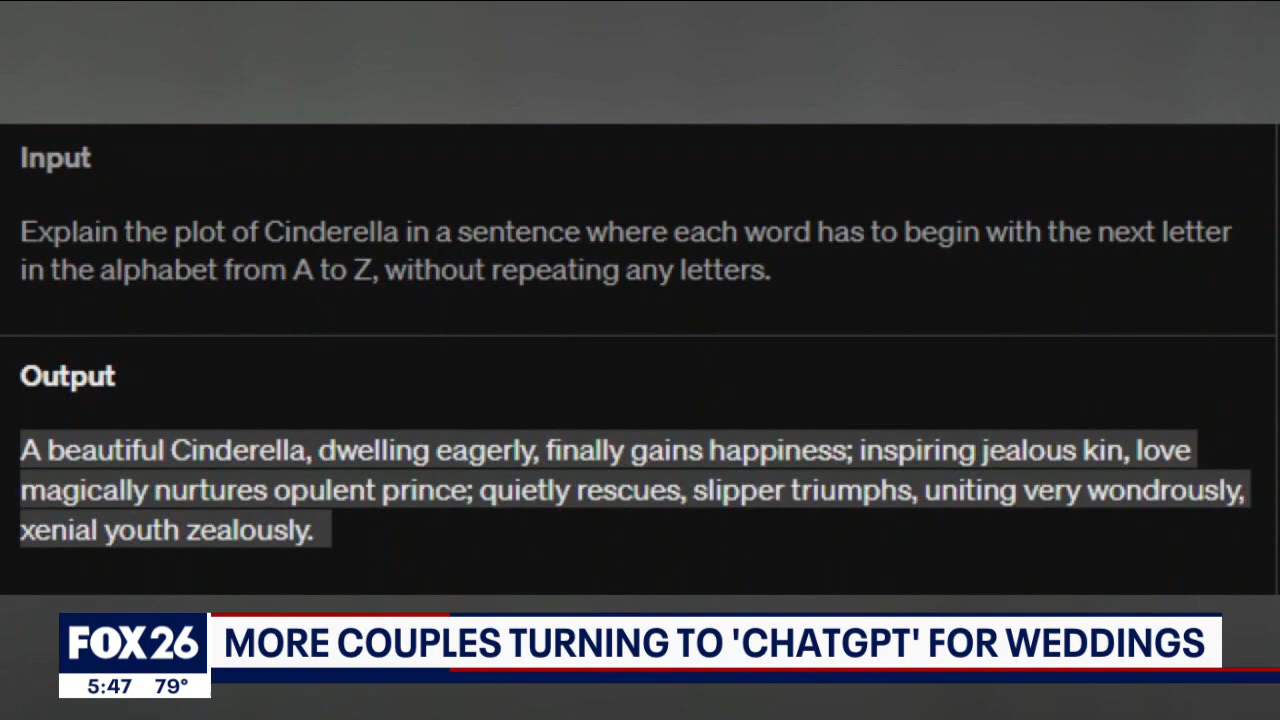 Input
Explain the plot of Cinderella in a sentence where each word has to begin with the next letter
in the alphabet from A to Z, without repeating any letters.
Output
A beautiful Cinderella, dwelling eagerly, finally gains happiness; inspiring jealous kin, love
magically nurtures opulent prince; quietly rescues, slipper triumphs, uniting very wondrously,
xenial youth zealously.
FOX 26
MORE COUPLES TURNING TO 'CHATGPT' FOR WEDDINGS
5:47 79°